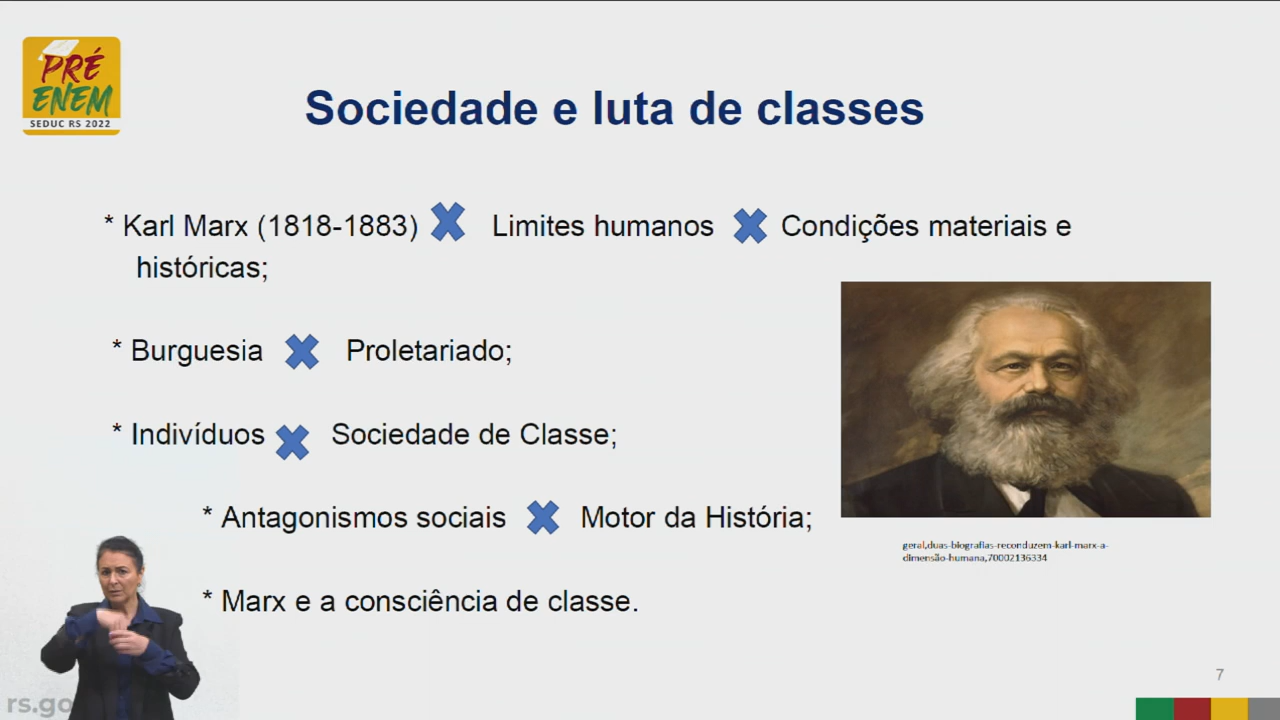 PRÉ
ENEM
SEDUC RS 2022
Sociedade e luta de classes
* Karl Marx (1818-1883) Limites humanos Condições materiais e
históricas;
* Burguesia Proletariado;
* Indivíduos Sociedade de Classe;
* Antagonismos sociais Motor da História;
geral,duas-biografias-reconduzem-karl-marx-a-
dimensão-humana,70002136334
* Marx e a consciência de classe.
7
rs.go